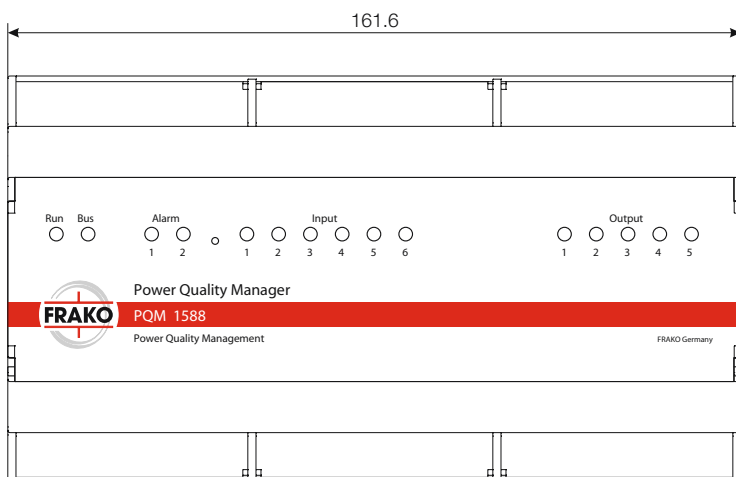 161.6
Run Bus Alarm Input Output
1 2 1 2 3 4 5 6 1 2 3 4 5
Power Quality Manager
FRAKO PQM 1588
Power Quality Management FRAKO Germany